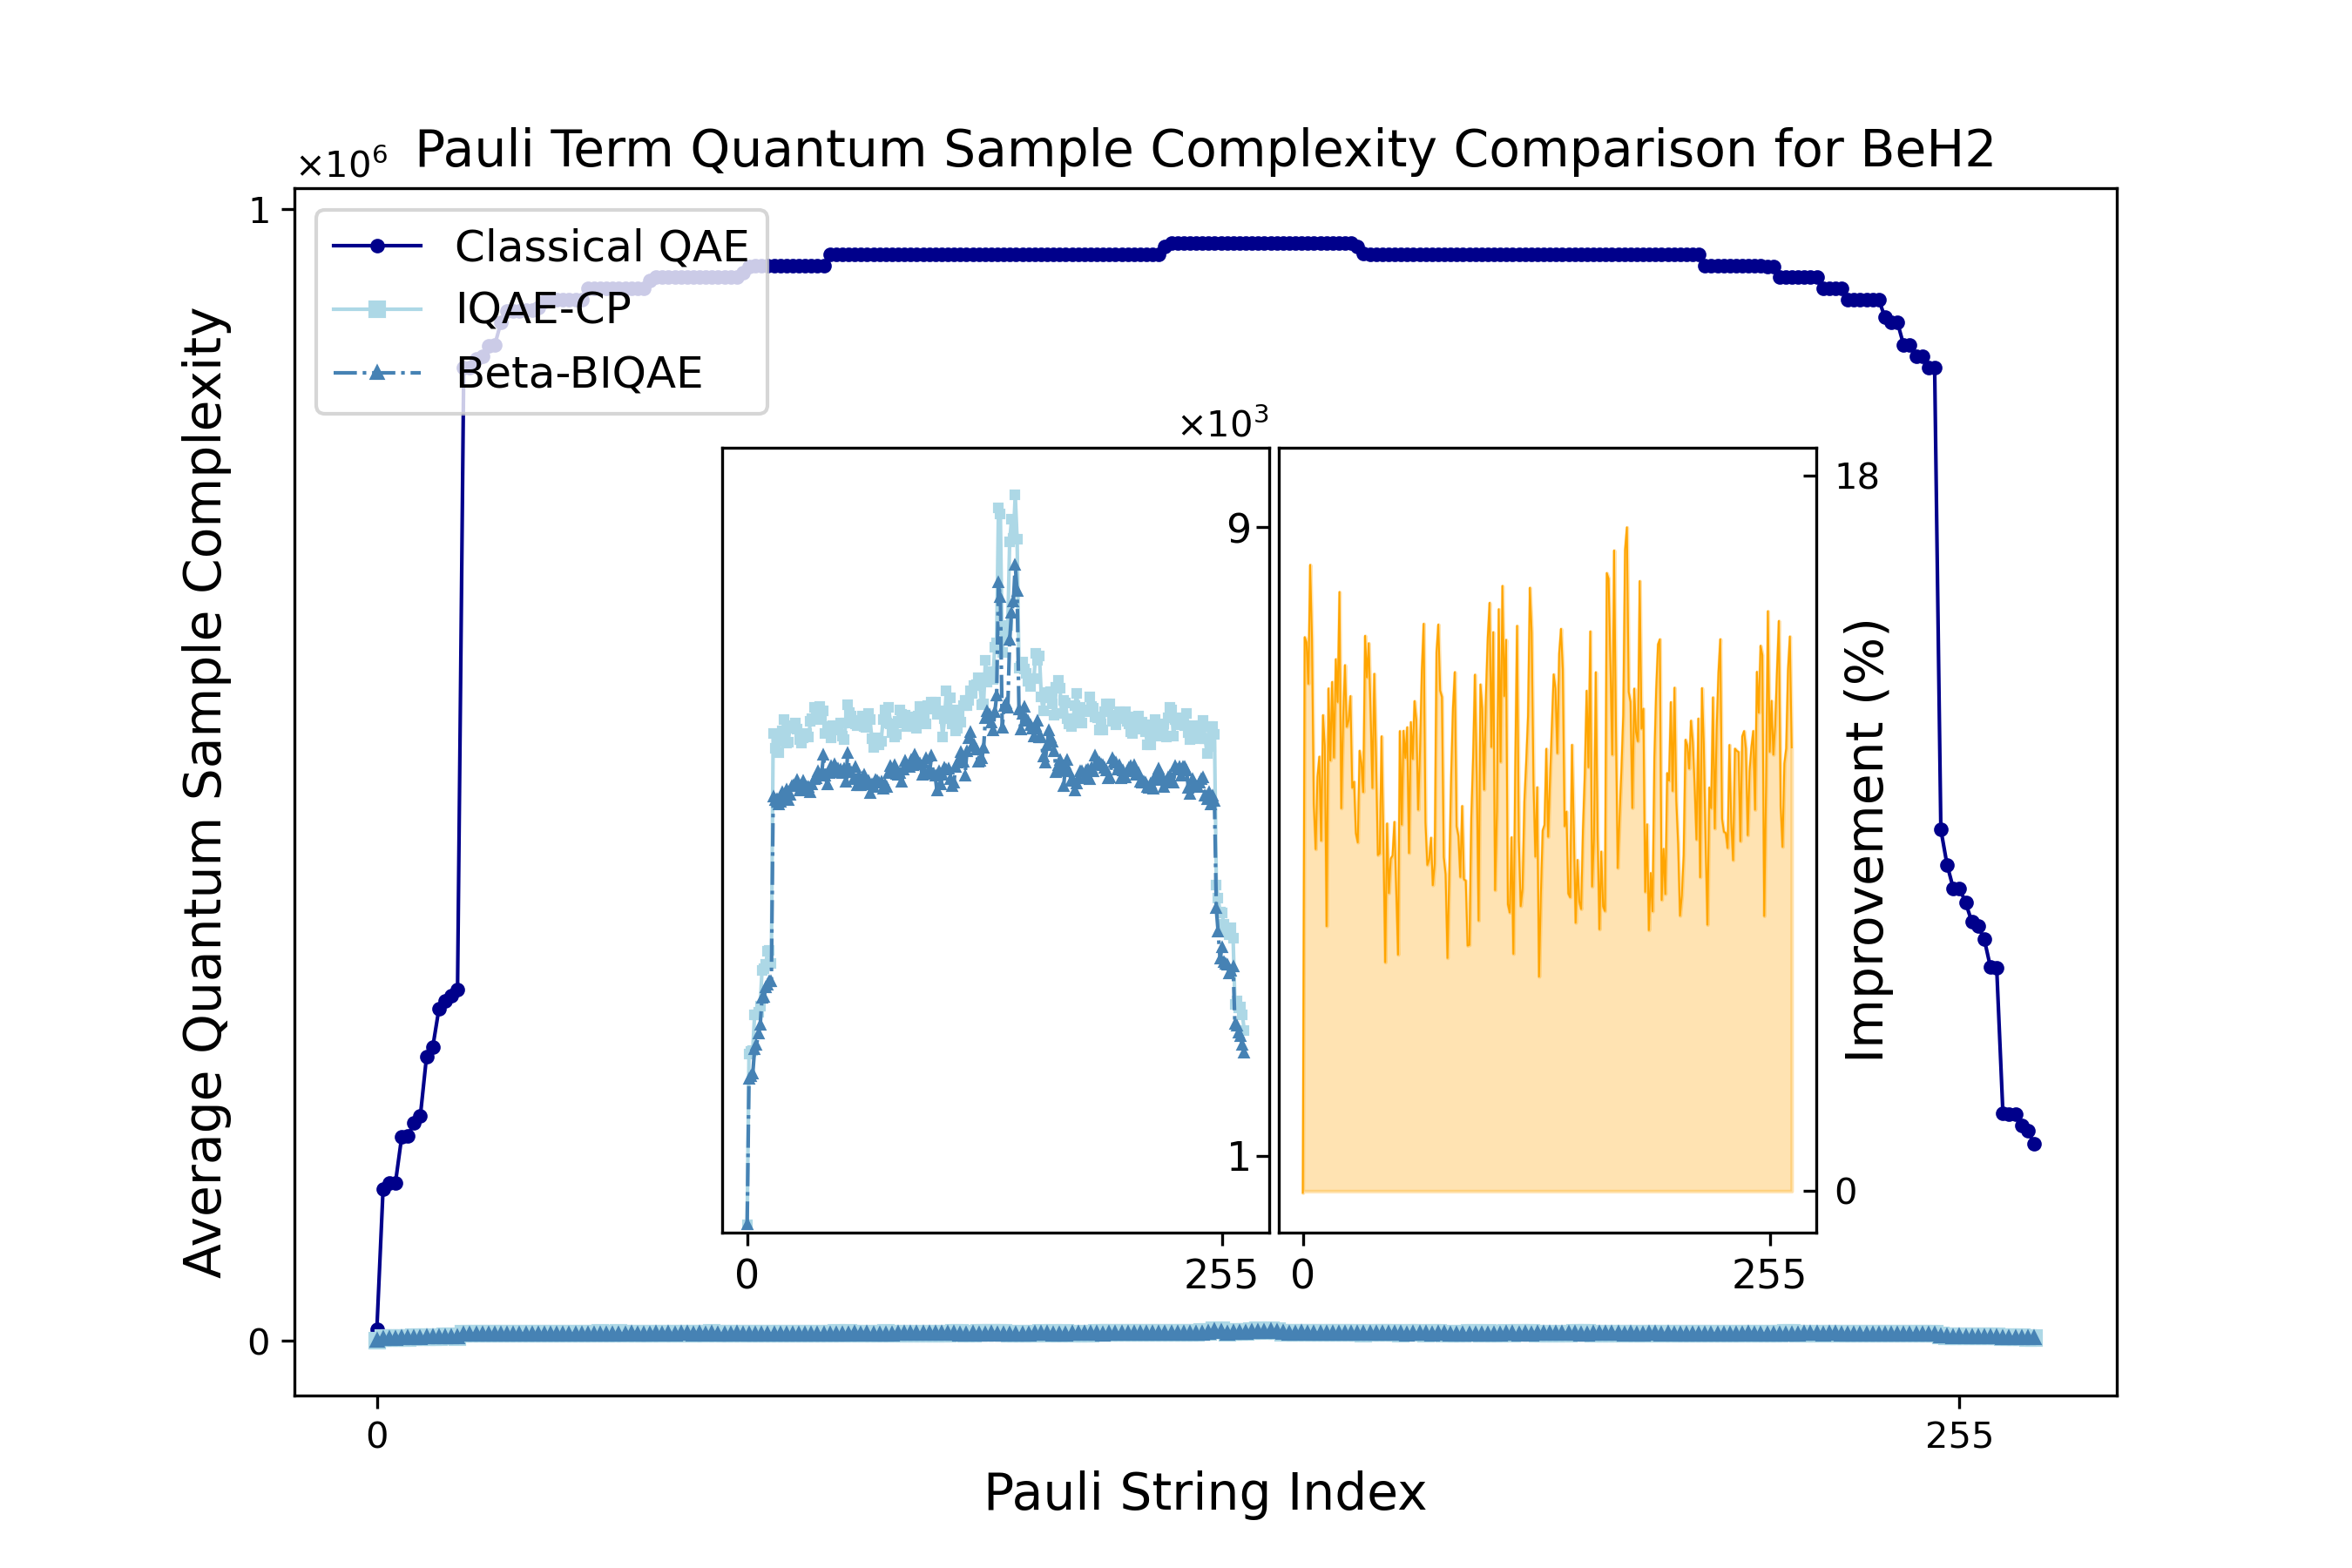 Pauli Term Quantum Sample Complexity Comparison for BeH2
×10⁶
1
0
Average Quantum Sample Complexity
Classical QAE
IQAE-CP
Beta-BIQAE
×10³
9
1
0
255
18
0
Improvement (%)
0
255
0
255
Pauli String Index